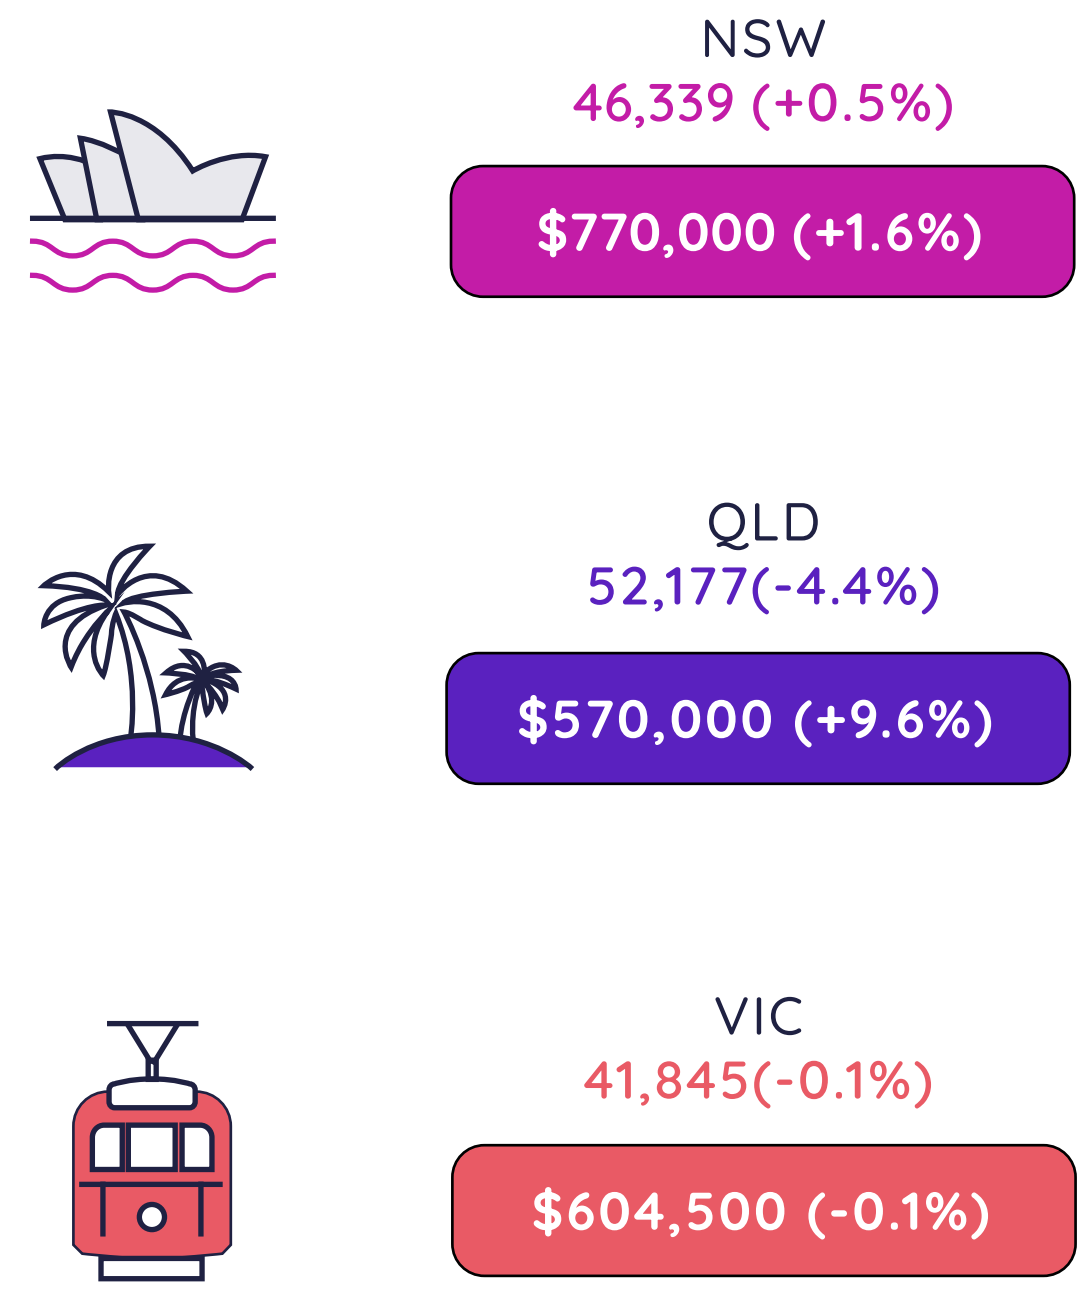 NSW
46,339 (+0.5%)
$770,000 (+1.6%)
QLD
52,177(-4.4%)
$570,000 (+9.6%)
VIC
41,845(-0.1%)
$604,500 (-0.1%)